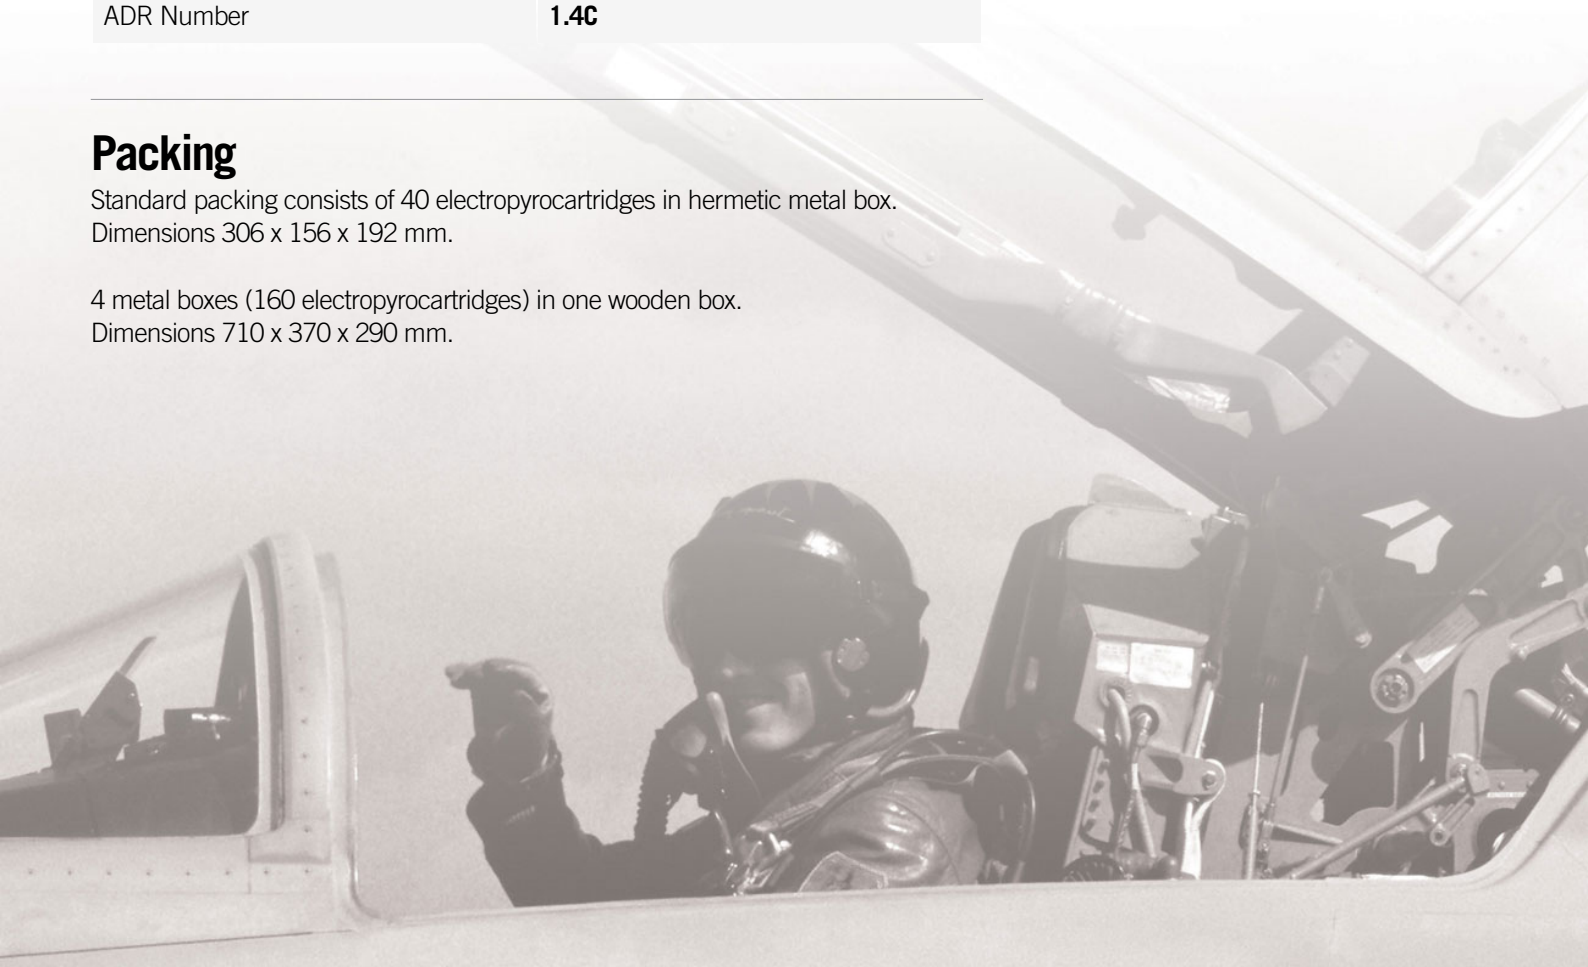 ADR Number 1.4C
Packing
Standard packing consists of 40 electropyrocartridges in hermetic metal box.
Dimensions 306 x 156 x 192 mm.
4 metal boxes (160 electropyrocartridges) in one wooden box.
Dimensions 710 x 370 x 290 mm.